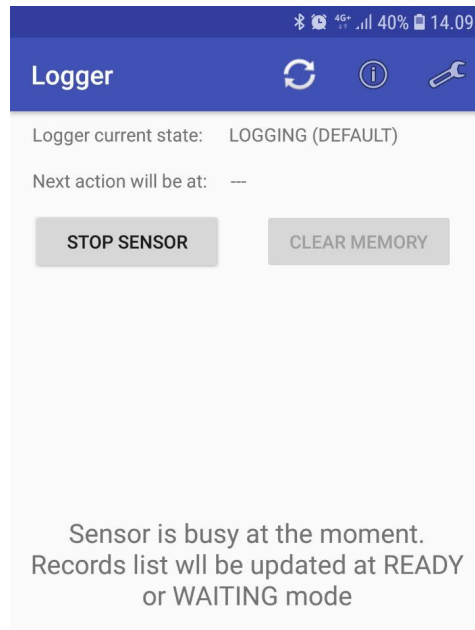 4G+ 40% 14.09
Logger
Logger current state: LOGGING (DEFAULT)
Next action will be at: ---
STOP SENSOR CLEAR MEMORY
Sensor is busy at the moment.
Records list wll be updated at READY
or WAITING mode